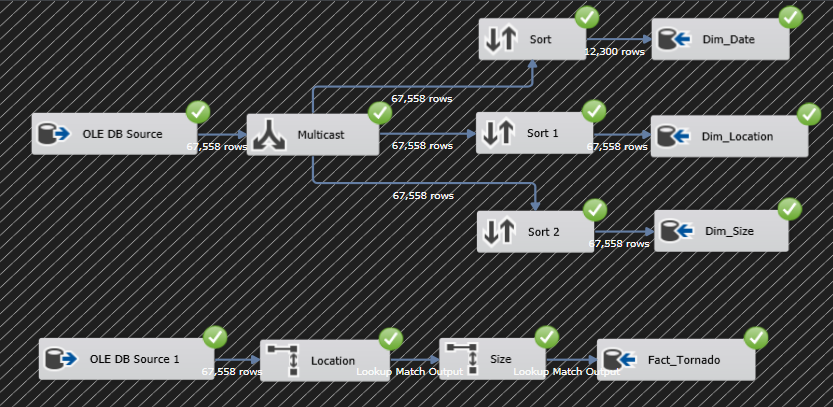 Sort
12,300 rows
Dim_Date
67,558 rows
OLE DB Source
67,558 rows
Multicast
67,558 rows
Sort 1
67,558 rows
Dim_Location
67,558 rows
Sort 2
67,558 rows
Dim_Size
OLE DB Source 1
67,558 rows
Location
Lookup Match Output
Size
Lookup Match Output
Fact_Tornado